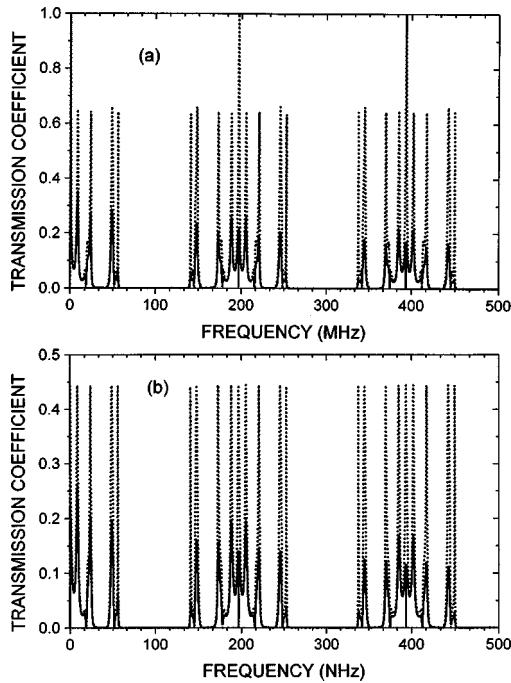 1.0
0.8
0.6
0.4
0.2
0.0
TRANSMISSION COEFFICIENT
(a)
0 100 200 300 400 500
FREQUENCY (MHz)
0.5
0.4
0.3
0.2
0.1
0.0
TRANSMISSION COEFFICIENT
(b)
0 100 200 300 400 500
FREQUENCY (NHz)